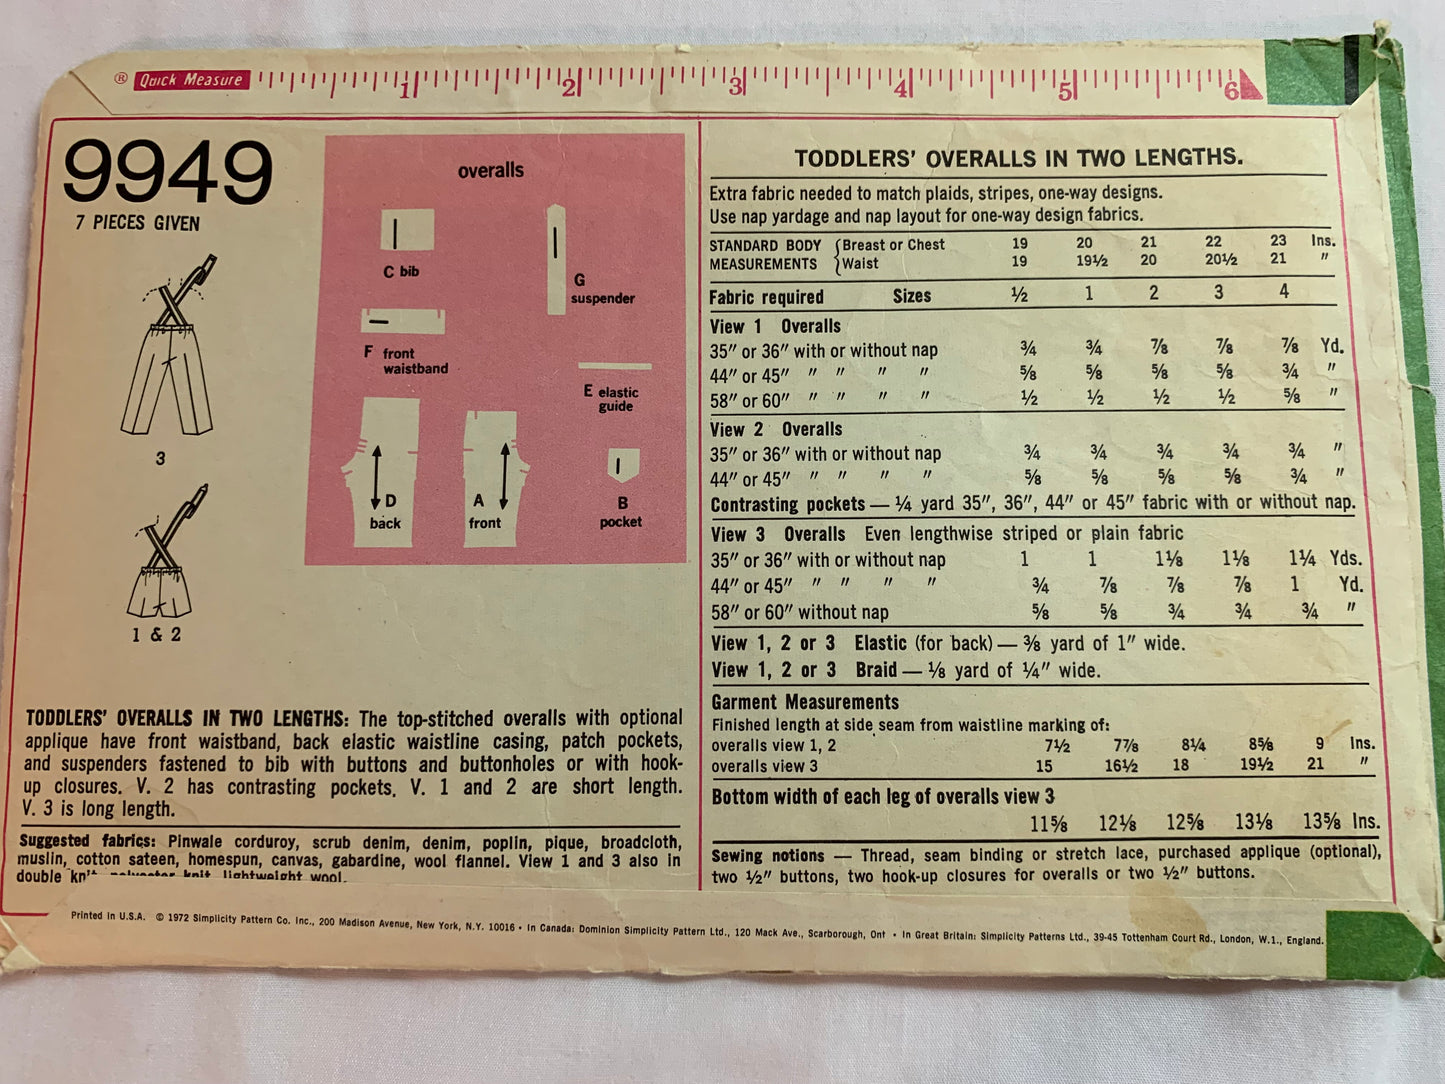 ® Quick Measure 1 2 3 4 5 6
9949
7 PIECES GIVEN
3
1 & 2
overalls
C bib
G
suspender
F front
waistband
E elastic
guide
D
back
A
front
B
pocket
TODDLERS' OVERALLS IN TWO LENGTHS: The top-stitched overalls with optional
applique have front waistband, back elastic waistline casing, patch pockets,
and suspenders fastened to bib with buttons and buttonholes or with hook-
up closures. V. 2 has contrasting pockets. V. 1 and 2 are short length.
V. 3 is long length.
Suggested fabrics: Pinwale corduroy, scrub denim, denim, poplin, pique, broadcloth,
muslin, cotton sateen, homespun, canvas, gabardine, wool flannel. View 1 and 3 also in
double knit, polyester knit, lightweight wool.
TODDLERS' OVERALLS IN TWO LENGTHS.
Extra fabric needed to match plaids, stripes, one-way designs.
Use nap yardage and nap layout for one-way design fabrics.
STANDARD BODY { Breast or Chest 19 20 21 22 23 Ins.
MEASUREMENTS { Waist 19 19½ 20 20½ 21 "
Fabric required Sizes ½ 1 2 3 4
View 1 Overalls
35" or 36" with or without nap ¾ ¾ ⅞ ⅞ ⅞ Yd.
44" or 45" " " " " ⅝ ⅝ ⅝ ⅝ ¾ "
58" or 60" " " " " ½ ½ ½ ½ ⅝ "
View 2 Overalls
35" or 36" with or without nap ¾ ¾ ¾ ¾ ¾ "
44" or 45" " " " " ⅝ ⅝ ⅝ ⅝ ¾ "
Contrasting pockets — ¼ yard 35", 36", 44" or 45" fabric with or without nap.
View 3 Overalls Even lengthwise striped or plain fabric
35" or 36" with or without nap 1 1 1⅛ 1⅛ 1¼ Yds.
44" or 45" " " " " ¾ ⅞ ⅞ ⅞ 1 Yd.
58" or 60" without nap ⅝ ⅝ ¾ ¾ ¾ "
View 1, 2 or 3 Elastic (for back) — ⅜ yard of 1" wide.
View 1, 2 or 3 Braid — ⅛ yard of ¼" wide.
Garment Measurements
Finished length at side seam from waistline marking of:
overalls view 1, 2 7½ 7⅞ 8¼ 8⅝ 9 Ins.
overalls view 3 15 16½ 18 19½ 21 "
Bottom width of each leg of overalls view 3
11⅝ 12⅛ 12⅝ 13⅛ 13⅝ Ins.
Sewing notions — Thread, seam binding or stretch lace, purchased applique (optional),
two ½" buttons, two hook-up closures for overalls or two ½" buttons.
Printed in U.S.A. © 1972 Simplicity Pattern Co. Inc., 200 Madison Avenue, New York, N.Y. 10016 • In Canada: Dominion Simplicity Pattern Ltd., 120 Mack Ave., Scarborough, Ont • In Great Britain: Simplicity Patterns Ltd., 39-45 Tottenham Court Rd., London, W.1., England.